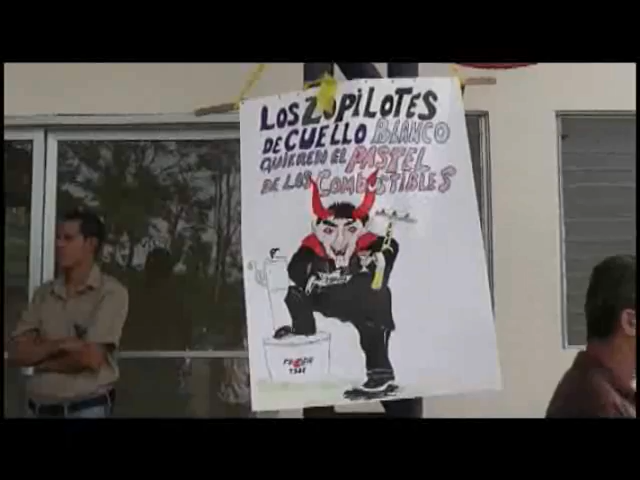 LOS ZOPILOTES
DE CUELLO BLANCO
QUIEREN EL PASTEL
DE LOS COMBUSTIBLES